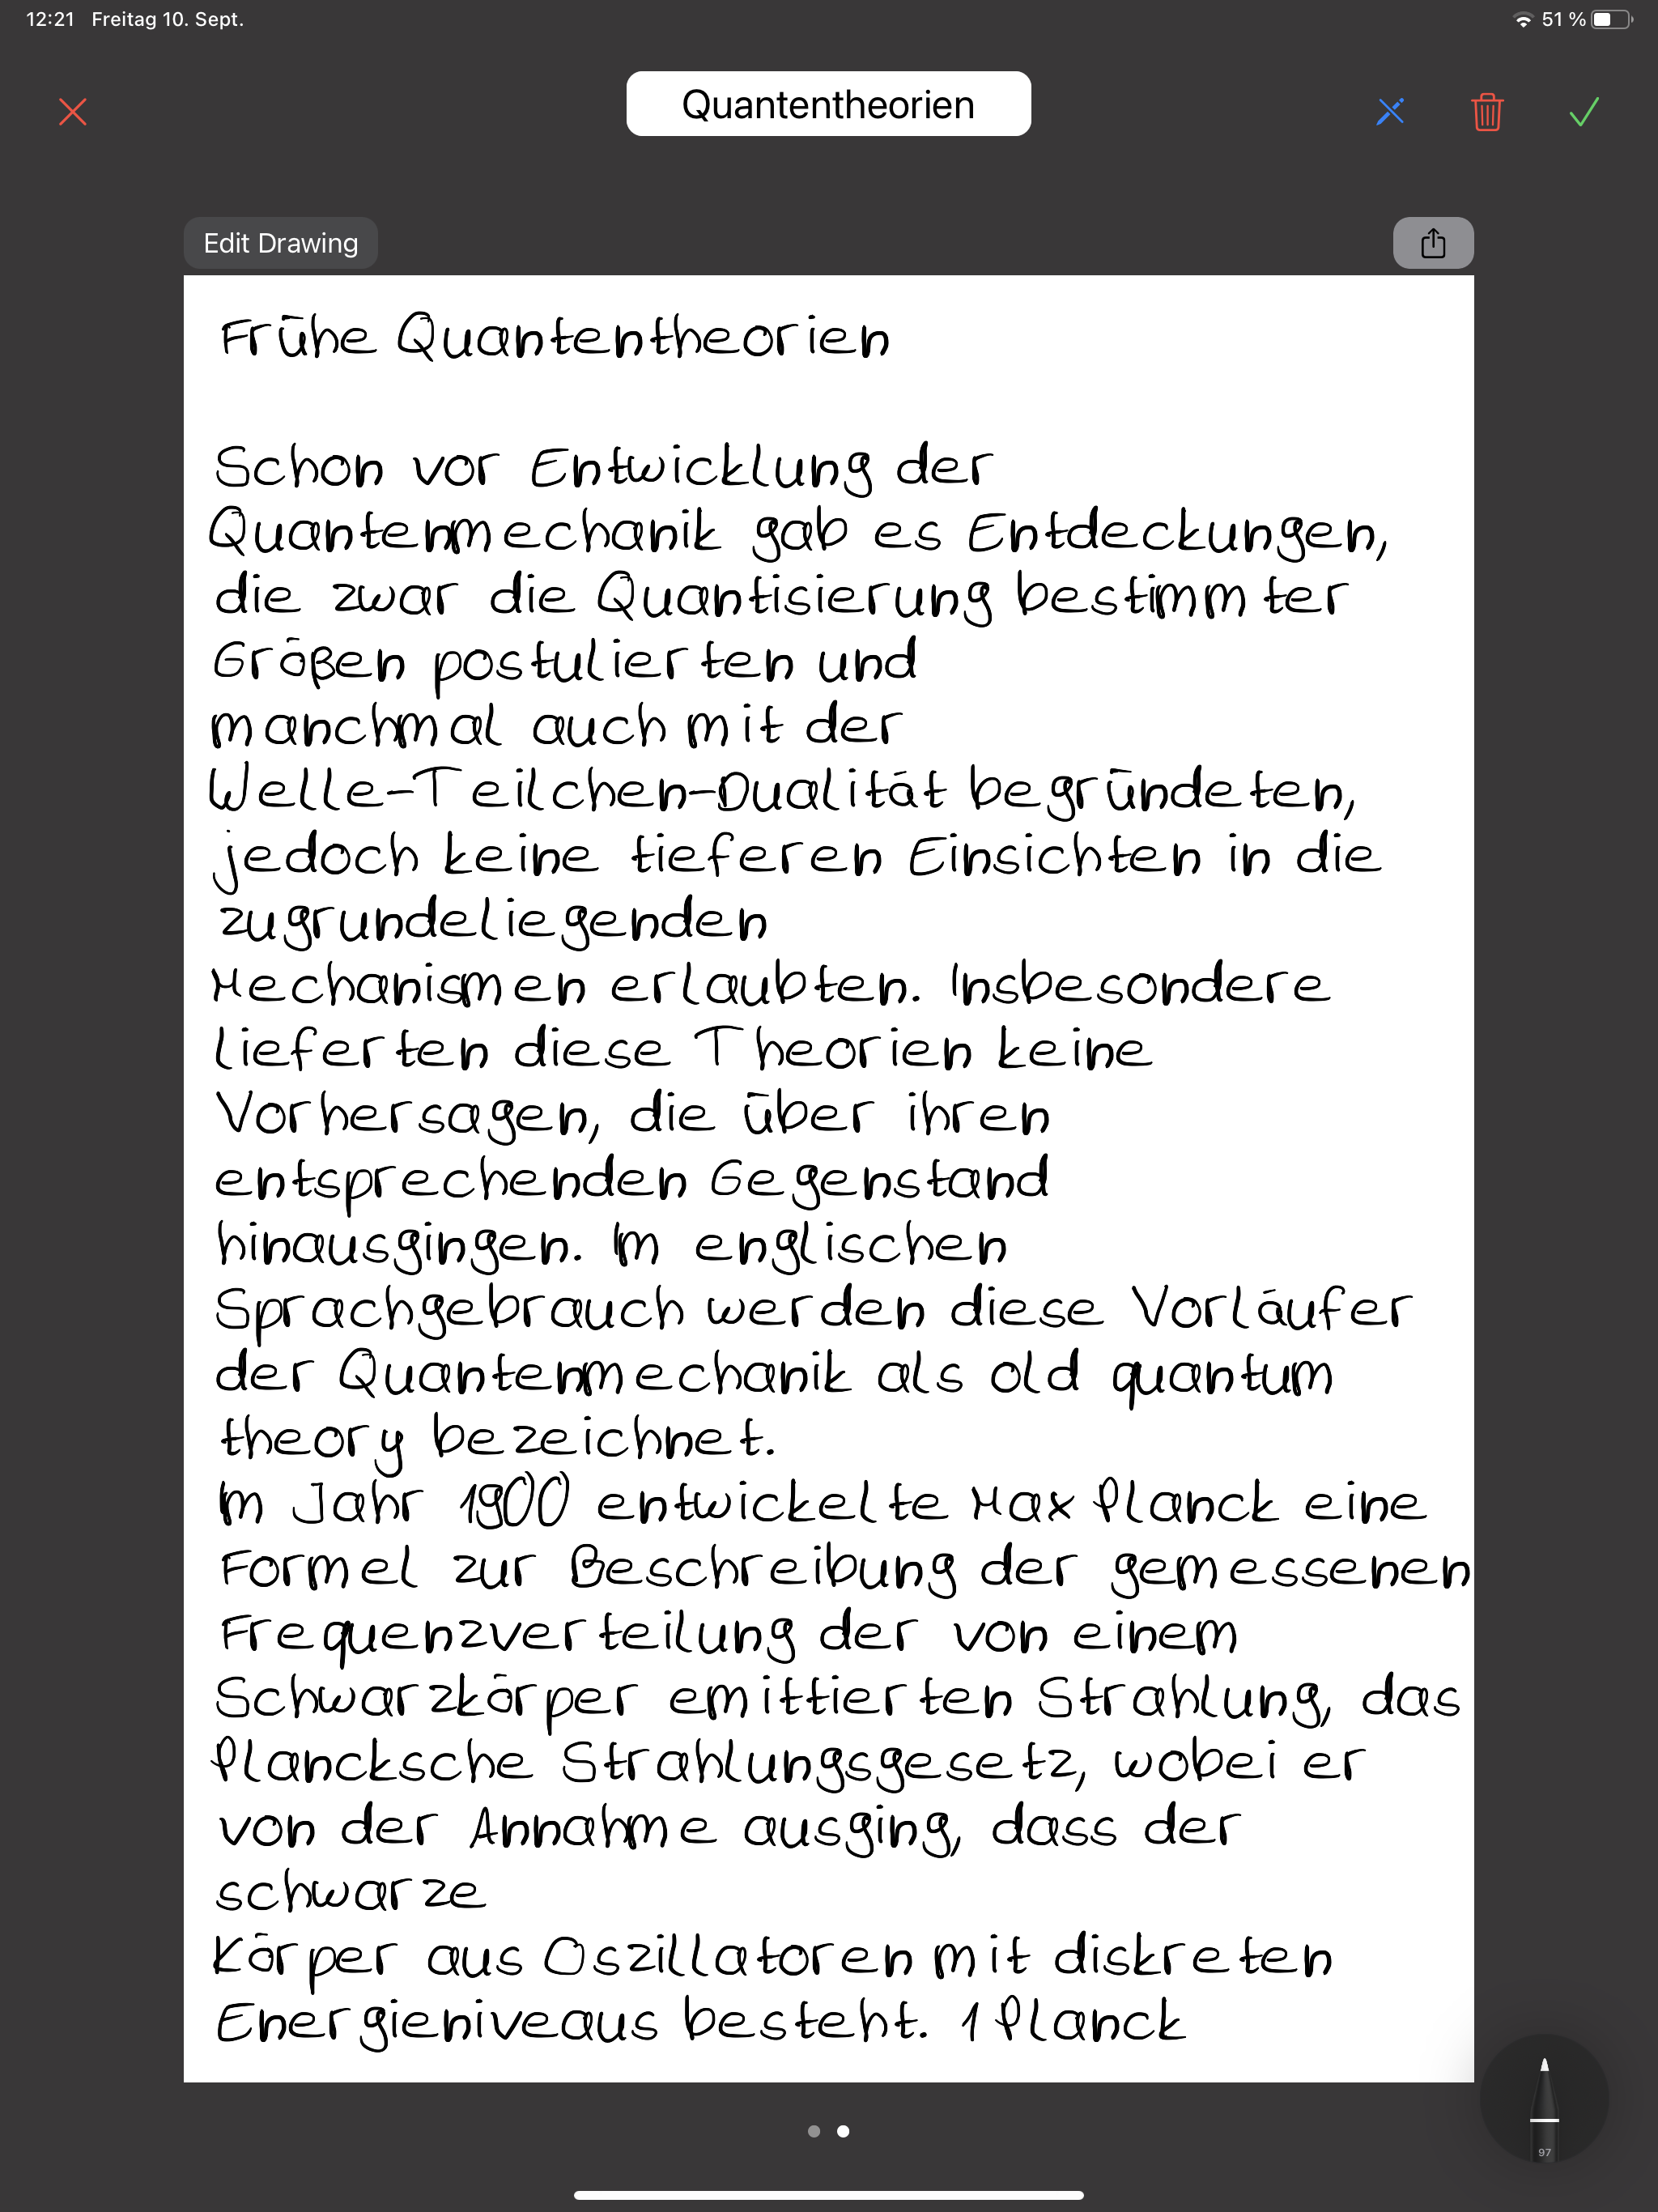 12:21 Freitag 10. Sept. 51 %
Quantentheorien
Edit Drawing
Frühe Quantentheorien
Schon vor Entwicklung der
Quantenmechanik gab es Entdeckungen,
die zwar die Quantisierung bestimmter
Größen postulierten und
manchmal auch mit der
Welle-Teilchen-Dualität begründeten,
jedoch keine tieferen Einsichten in die
zugrundeliegenden
Mechanismen erlaubten. Insbesondere
lieferten diese Theorien keine
Vorhersagen, die über ihren
entsprechenden Gegenstand
hinausgingen. Im englischen
Sprachgebrauch werden diese Vorläufer
der Quantenmechanik als old quantum
theory bezeichnet.
Im Jahr 1900 entwickelte Max Planck eine
Formel zur Beschreibung der gemessenen
Frequenzverteilung der von einem
Schwarzkörper emittierten Strahlung, das
Plancksche Strahlungsgesetz, wobei er
von der Annahme ausging, dass der
schwarze
Körper aus Oszillatoren mit diskreten
Energieniveaus besteht. 1 Planck
97